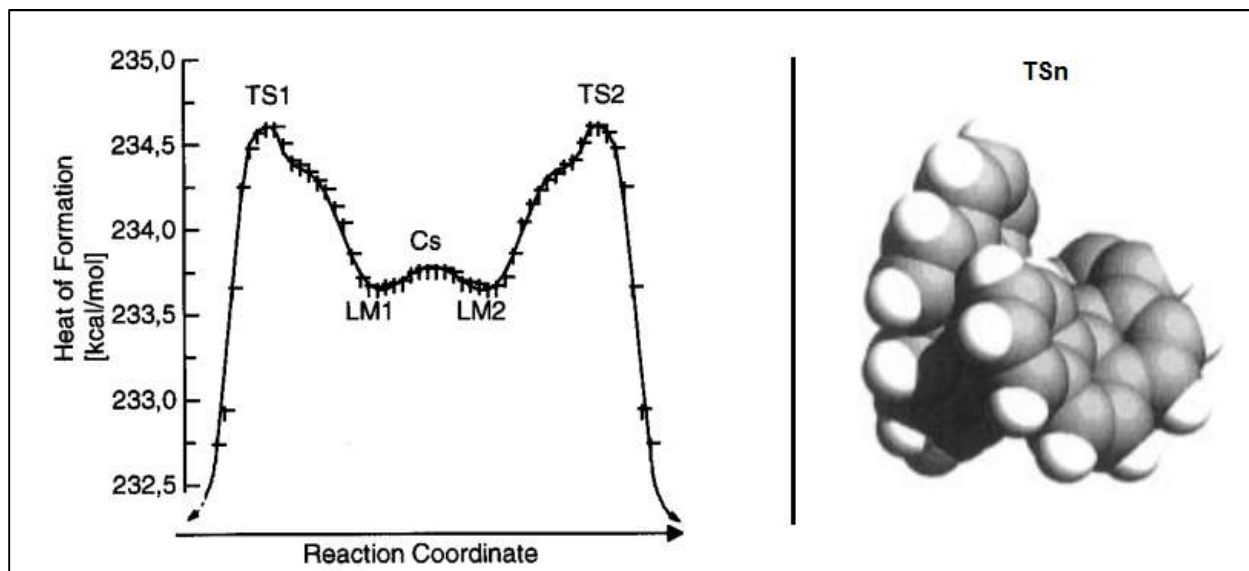 235,0
234,5
234,0
233,5
233,0
232,5
Heat of Formation
[kcal/mol]
TS1
TS2
Cs
LM1
LM2
Reaction Coordinate
TSn